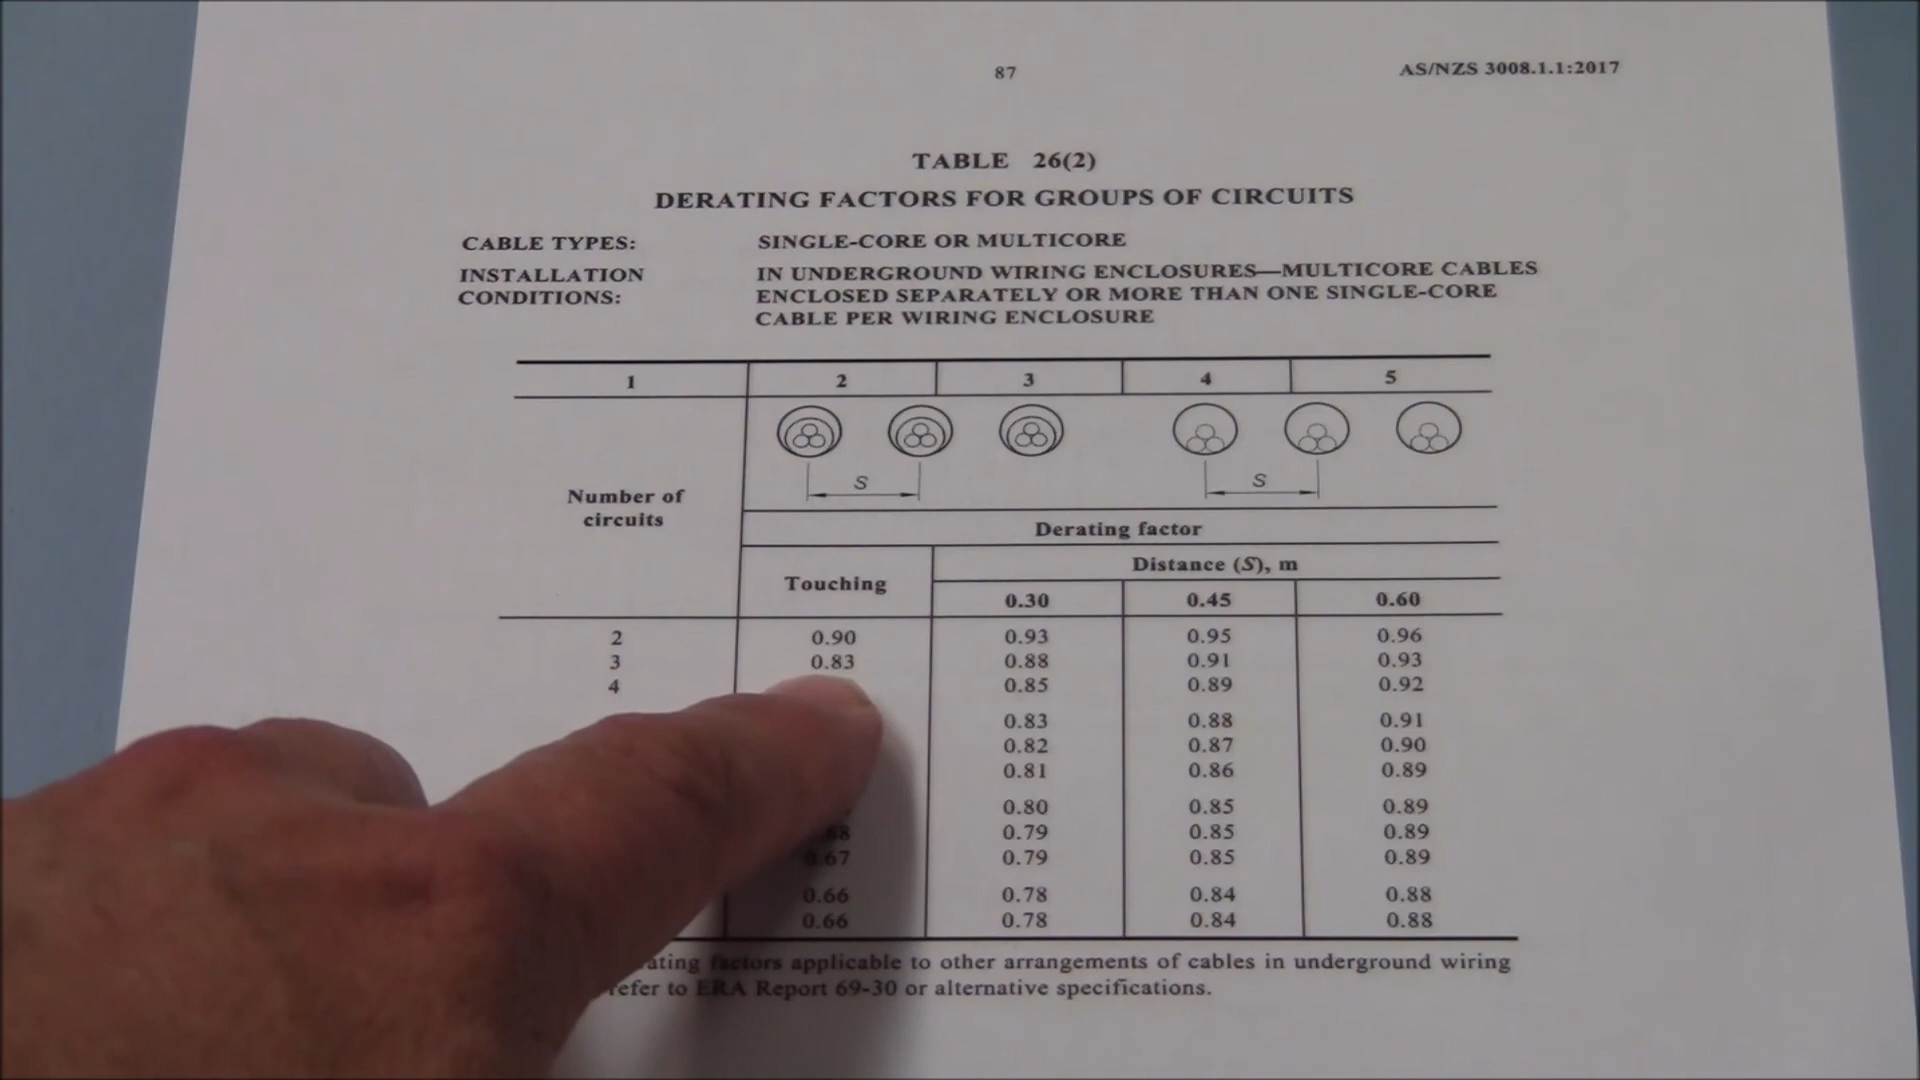 87
AS/NZS 3008.1.1:2017
TABLE 26(2)
DERATING FACTORS FOR GROUPS OF CIRCUITS
CABLE TYPES: SINGLE-CORE OR MULTICORE
INSTALLATION IN UNDERGROUND WIRING ENCLOSURES—MULTICORE CABLES
CONDITIONS: ENCLOSED SEPARATELY OR MORE THAN ONE SINGLE-CORE
CABLE PER WIRING ENCLOSURE
1 2 3 4 5
S S
Number of
circuits
Derating factor
Touching
Distance (S), m
0.30 0.45 0.60
2 0.90 0.93 0.95 0.96
3 0.83 0.88 0.91 0.93
4 0.85 0.89 0.92
0.83 0.88 0.91
0.82 0.87 0.90
0.81 0.86 0.89
0.80 0.85 0.89
0.79 0.85 0.89
0.67 0.79 0.85 0.89
0.66 0.78 0.84 0.88
0.66 0.78 0.84 0.88
factors applicable to other arrangements of cables in underground wiring
refer to ERA Report 69-30 or alternative specifications.